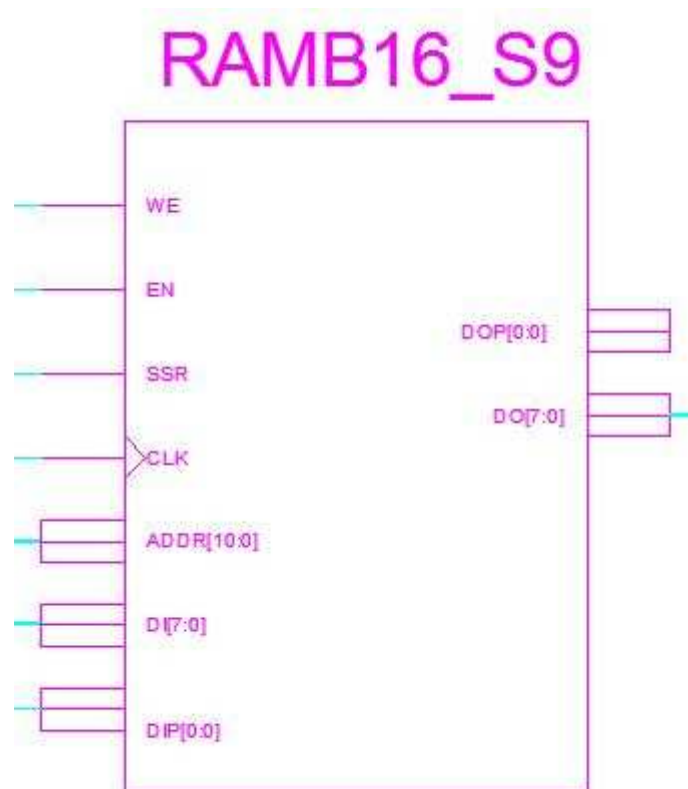 RAMB16_S9
WE
EN
SSR
CLK
ADDR[10:0]
DI[7:0]
DIP[0:0]
DOP[0:0]
DO[7:0]